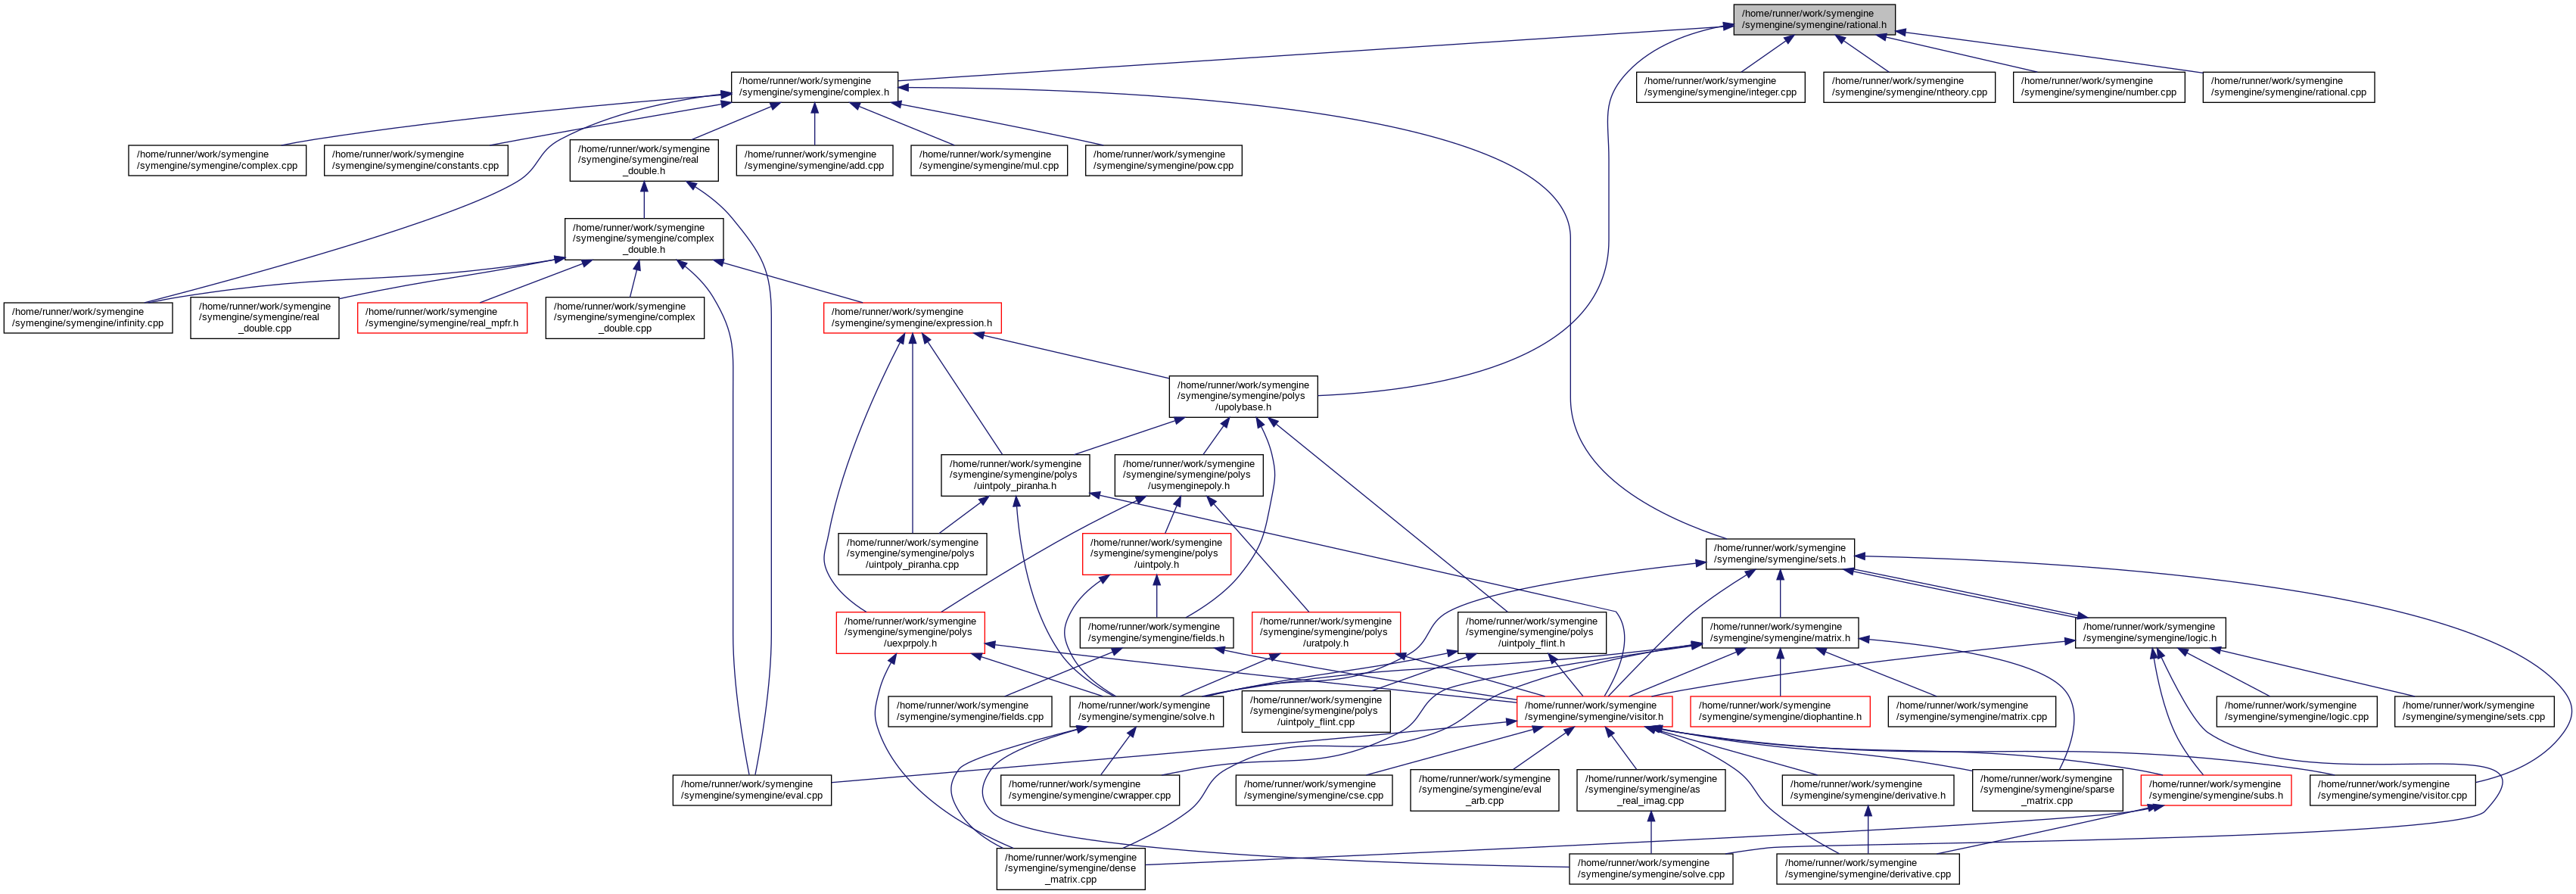 /home/runner/work/symengine
/symengine/symengine/rational.h
/home/runner/work/symengine
/symengine/symengine/complex.h
/home/runner/work/symengine
/symengine/symengine/integer.cpp
/home/runner/work/symengine
/symengine/symengine/ntheory.cpp
/home/runner/work/symengine
/symengine/symengine/number.cpp
/home/runner/work/symengine
/symengine/symengine/rational.cpp
/home/runner/work/symengine
/symengine/symengine/complex.cpp
/home/runner/work/symengine
/symengine/symengine/constants.cpp
/home/runner/work/symengine
/symengine/symengine/real
_double.h
/home/runner/work/symengine
/symengine/symengine/add.cpp
/home/runner/work/symengine
/symengine/symengine/mul.cpp
/home/runner/work/symengine
/symengine/symengine/pow.cpp
/home/runner/work/symengine
/symengine/symengine/complex
_double.h
/home/runner/work/symengine
/symengine/symengine/infinity.cpp
/home/runner/work/symengine
/symengine/symengine/real
_double.cpp
/home/runner/work/symengine
/symengine/symengine/real_mpfr.h
/home/runner/work/symengine
/symengine/symengine/complex
_double.cpp
/home/runner/work/symengine
/symengine/symengine/expression.h
/home/runner/work/symengine
/symengine/symengine/polys
/upolybase.h
/home/runner/work/symengine
/symengine/symengine/polys
/uintpoly_piranha.h
/home/runner/work/symengine
/symengine/symengine/polys
/usymenginepoly.h
/home/runner/work/symengine
/symengine/symengine/polys
/uintpoly_piranha.cpp
/home/runner/work/symengine
/symengine/symengine/polys
/uintpoly.h
/home/runner/work/symengine
/symengine/symengine/sets.h
/home/runner/work/symengine
/symengine/symengine/polys
/uexprpoly.h
/home/runner/work/symengine
/symengine/symengine/fields.h
/home/runner/work/symengine
/symengine/symengine/polys
/uratpoly.h
/home/runner/work/symengine
/symengine/symengine/polys
/uintpoly_flint.h
/home/runner/work/symengine
/symengine/symengine/matrix.h
/home/runner/work/symengine
/symengine/symengine/logic.h
/home/runner/work/symengine
/symengine/symengine/fields.cpp
/home/runner/work/symengine
/symengine/symengine/solve.h
/home/runner/work/symengine
/symengine/symengine/polys
/uintpoly_flint.cpp
/home/runner/work/symengine
/symengine/symengine/visitor.h
/home/runner/work/symengine
/symengine/symengine/diophantine.h
/home/runner/work/symengine
/symengine/symengine/matrix.cpp
/home/runner/work/symengine
/symengine/symengine/logic.cpp
/home/runner/work/symengine
/symengine/symengine/sets.cpp
/home/runner/work/symengine
/symengine/symengine/eval.cpp
/home/runner/work/symengine
/symengine/symengine/cwrapper.cpp
/home/runner/work/symengine
/symengine/symengine/cse.cpp
/home/runner/work/symengine
/symengine/symengine/eval
_arb.cpp
/home/runner/work/symengine
/symengine/symengine/as
_real_imag.cpp
/home/runner/work/symengine
/symengine/symengine/derivative.h
/home/runner/work/symengine
/symengine/symengine/sparse
_matrix.cpp
/home/runner/work/symengine
/symengine/symengine/subs.h
/home/runner/work/symengine
/symengine/symengine/visitor.cpp
/home/runner/work/symengine
/symengine/symengine/dense
_matrix.cpp
/home/runner/work/symengine
/symengine/symengine/solve.cpp
/home/runner/work/symengine
/symengine/symengine/derivative.cpp